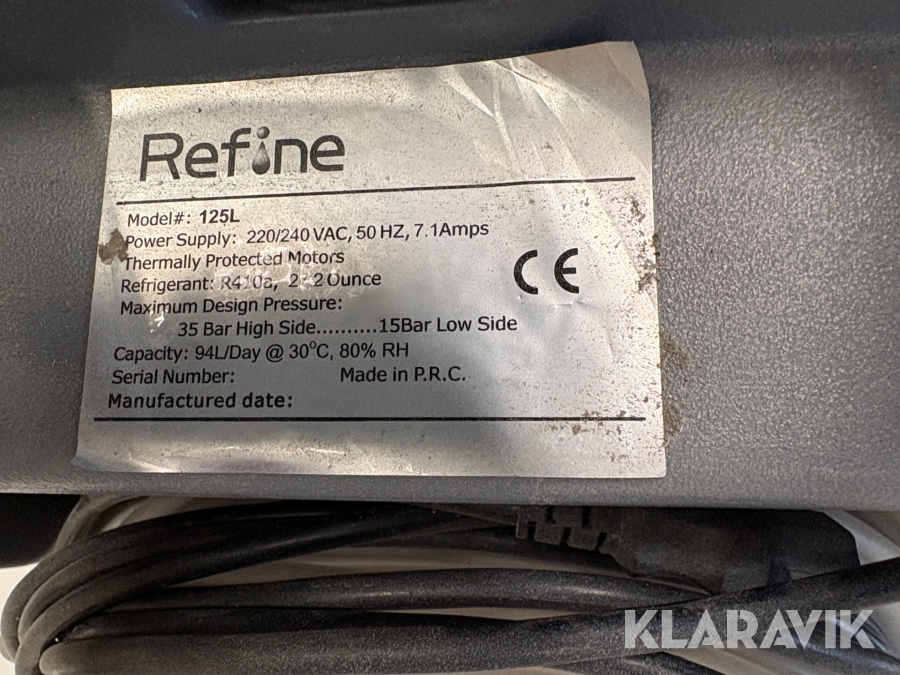 Refine
Model#: 125L
Power Supply: 220/240 VAC, 50 HZ, 7.1Amps
Thermally Protected Motors
Refrigerant: R410a, Ounce
Maximum Design Pressure:
35 Bar High Side..........15Bar Low Side
Capacity: 94L/Day @ 30°C, 80% RH
Serial Number: Made in P.R.C.
Manufactured date:
CE
KLARAVIK